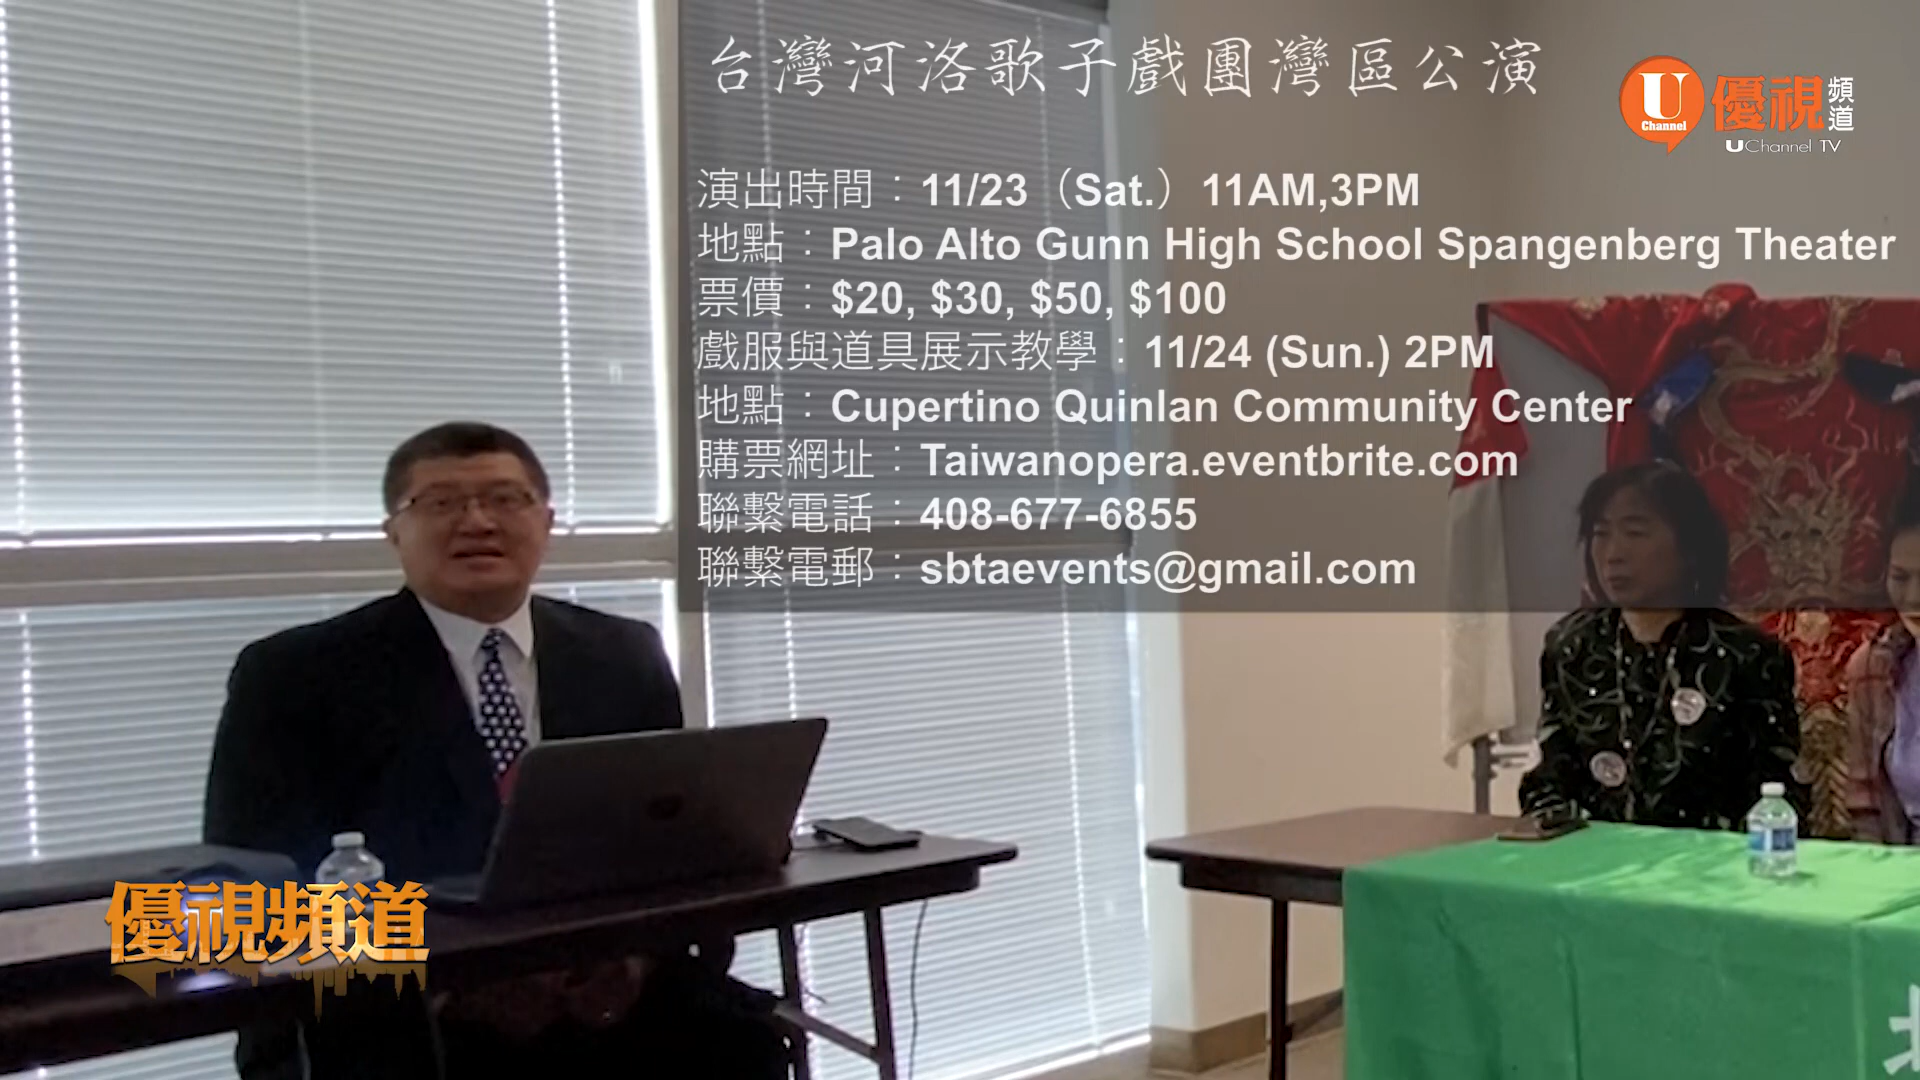 台灣河洛歌子戲團灣區公演
U
Channel
優視
頻道
UChannel TV
演出時間：11/23（Sat.）11AM,3PM
地點：Palo Alto Gunn High School Spangenberg Theater
票價：$20, $30, $50, $100
戲服與道具展示教學：11/24 (Sun.) 2PM
地點：Cupertino Quinlan Community Center
購票網址：Taiwanopera.eventbrite.com
聯繫電話：408-677-6855
聯繫電郵：sbtaevents@gmail.com
優視頻道